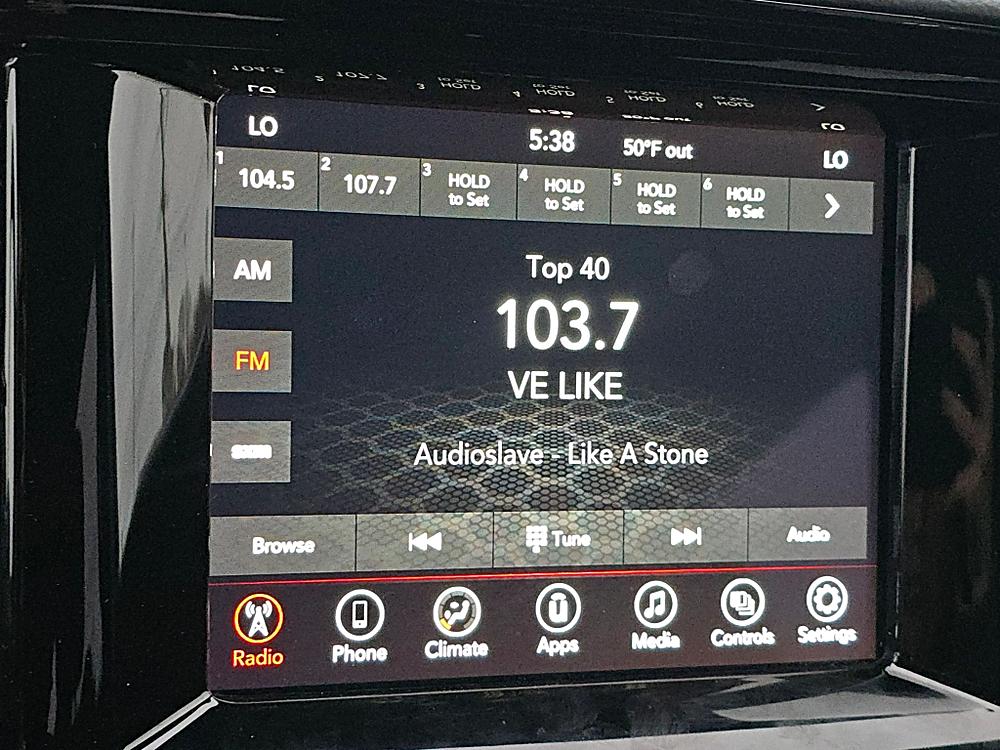 LO 5:38 50°F out LO
1 104.5 2 107.7 3 HOLD to Set 4 HOLD to Set 5 HOLD to Set 6 HOLD to Set
AM
Top 40
103.7
FM
VE LIKE
Audioslave - Like A Stone
Browse Tune Audio
Radio Phone Climate Apps Media Controls Settings